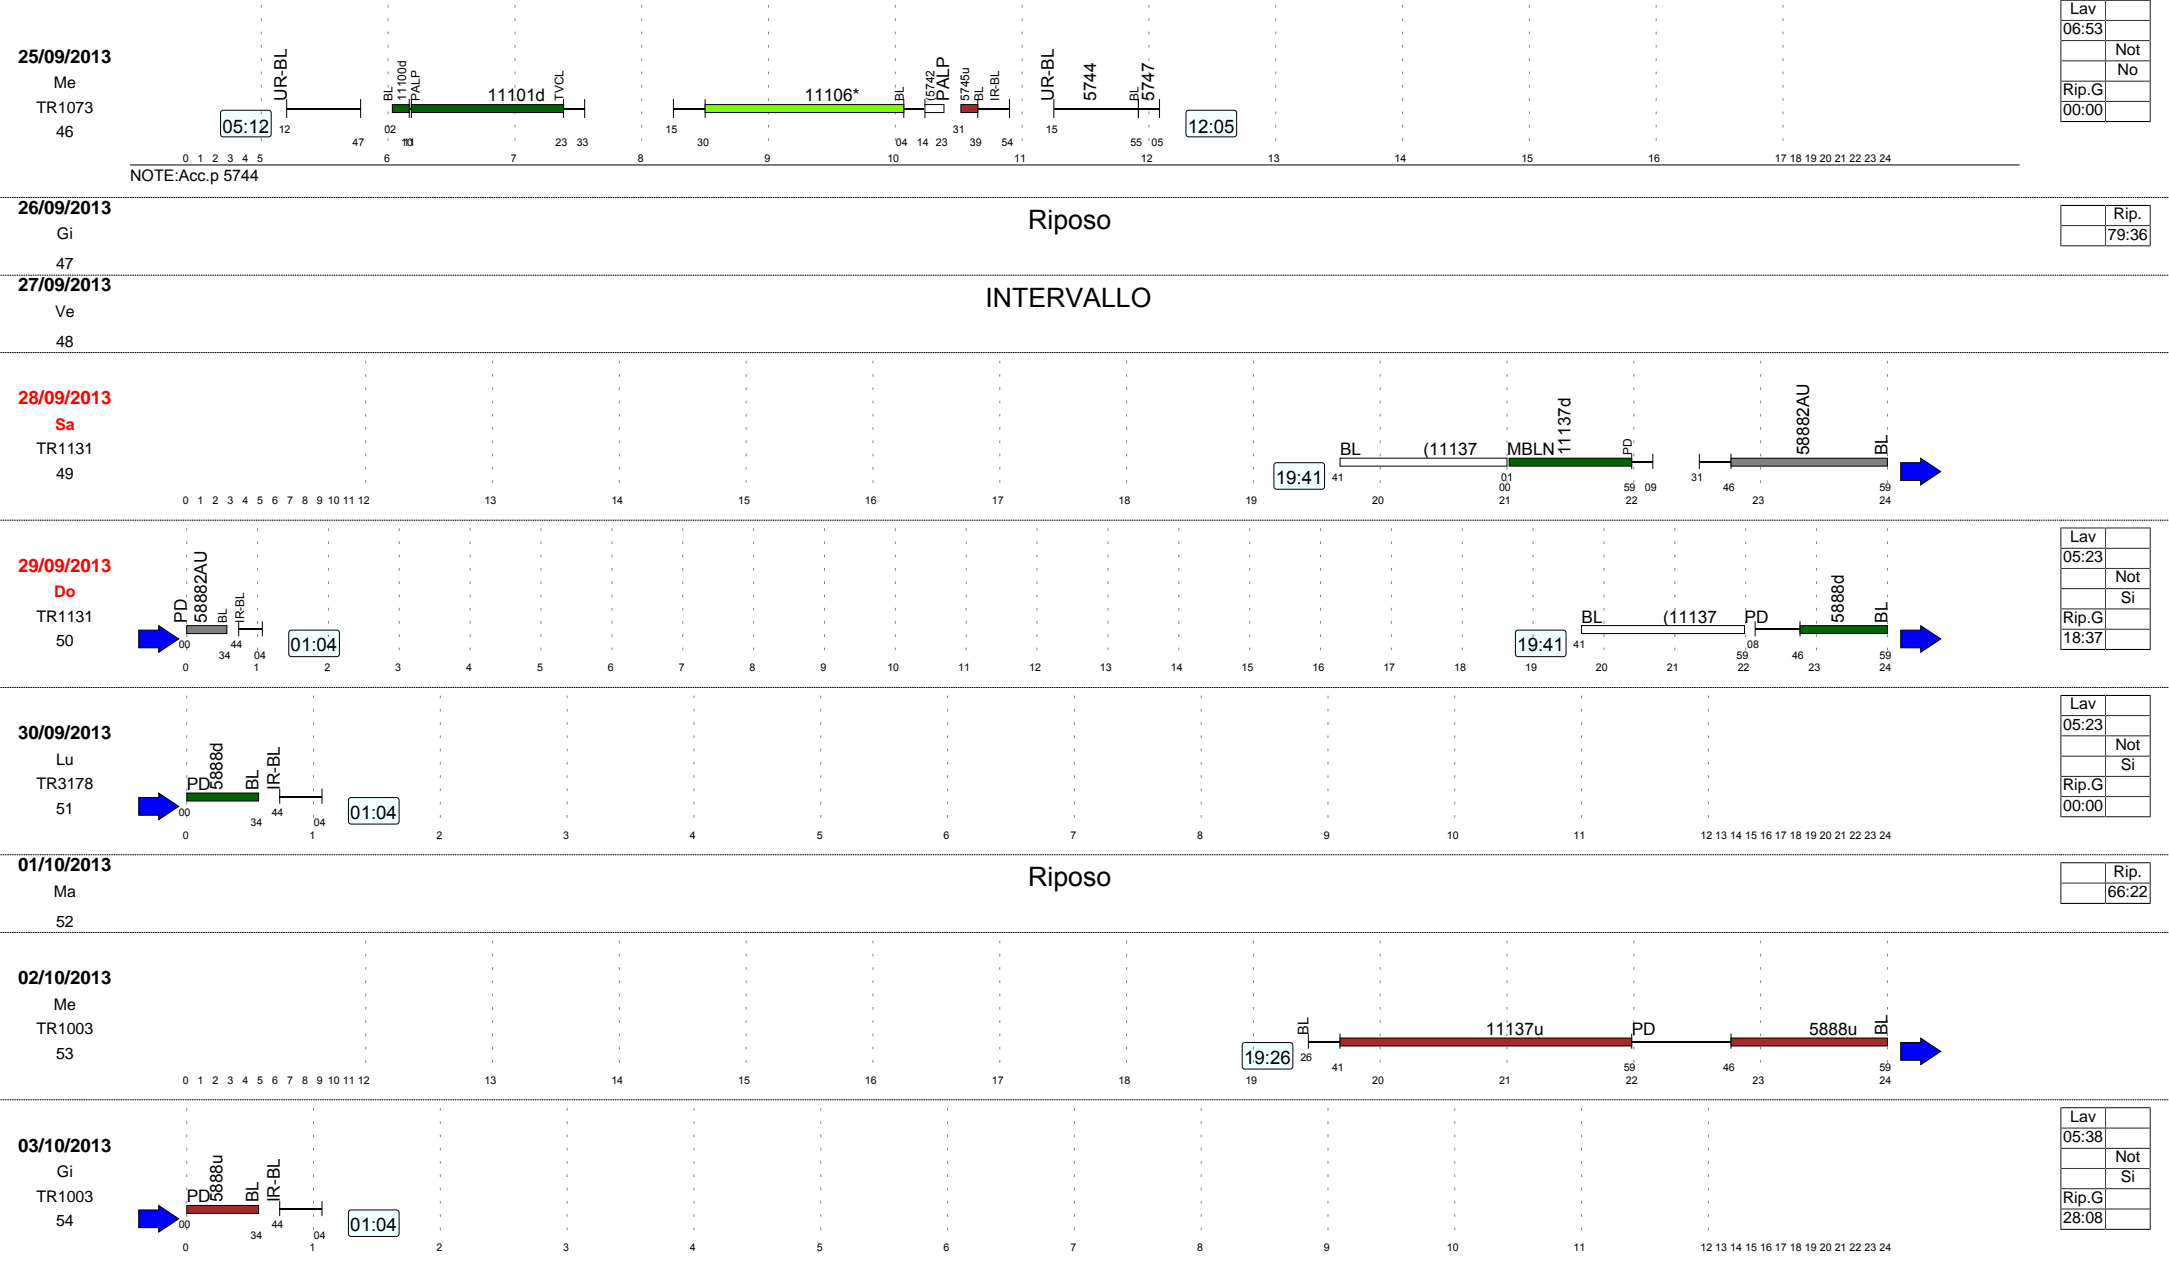 25/09/2013
Me
TR1073
46
05:12
UR-BL
12
47
BL
11100d
PALP
11101d
TVCL
02
10
11
23
33
15
30
11106*
BL
04
(5742
PALP
14
23
5745u
BL
IR-BL
31
39
54
UR-BL
5744
BL
5747
15
55
05
12:05
0 1 2 3 4 5 6 7 8 9 10 11 12 13 14 15 16 17 18 19 20 21 22 23 24
NOTE:Acc.p 5744
Lav
06:53
Not
No
Rip.G
00:00
26/09/2013
Gi
47
Riposo
Rip.
79:36
27/09/2013
Ve
48
INTERVALLO
28/09/2013
Sa
TR1131
49
19:41
BL
(11137
MBLN
11137d
PD
58882AU
BL
41
01
00
59
09
31
46
59
0 1 2 3 4 5 6 7 8 9 10 11 12 13 14 15 16 17 18 19 20 21 22 23 24
29/09/2013
Do
TR1131
50
PD
58882AU
BL
IR-BL
00
34
44
04
01:04
19:41
BL
(11137
PD
5888d
BL
41
59
08
46
59
0 1 2 3 4 5 6 7 8 9 10 11 12 13 14 15 16 17 18 19 20 21 22 23 24
Lav
05:23
Not
Si
Rip.G
18:37
30/09/2013
Lu
TR3178
51
PD
5888d
BL
IR-BL
00
34
44
04
01:04
0 1 2 3 4 5 6 7 8 9 10 11 12 13 14 15 16 17 18 19 20 21 22 23 24
Lav
05:23
Not
Si
Rip.G
00:00
01/10/2013
Ma
52
Riposo
Rip.
66:22
02/10/2013
Me
TR1003
53
19:26
BL
11137u
PD
5888u
BL
26
41
59
46
59
0 1 2 3 4 5 6 7 8 9 10 11 12 13 14 15 16 17 18 19 20 21 22 23 24
03/10/2013
Gi
TR1003
54
PD
5888u
BL
IR-BL
00
34
44
04
01:04
0 1 2 3 4 5 6 7 8 9 10 11 12 13 14 15 16 17 18 19 20 21 22 23 24
Lav
05:38
Not
Si
Rip.G
28:08